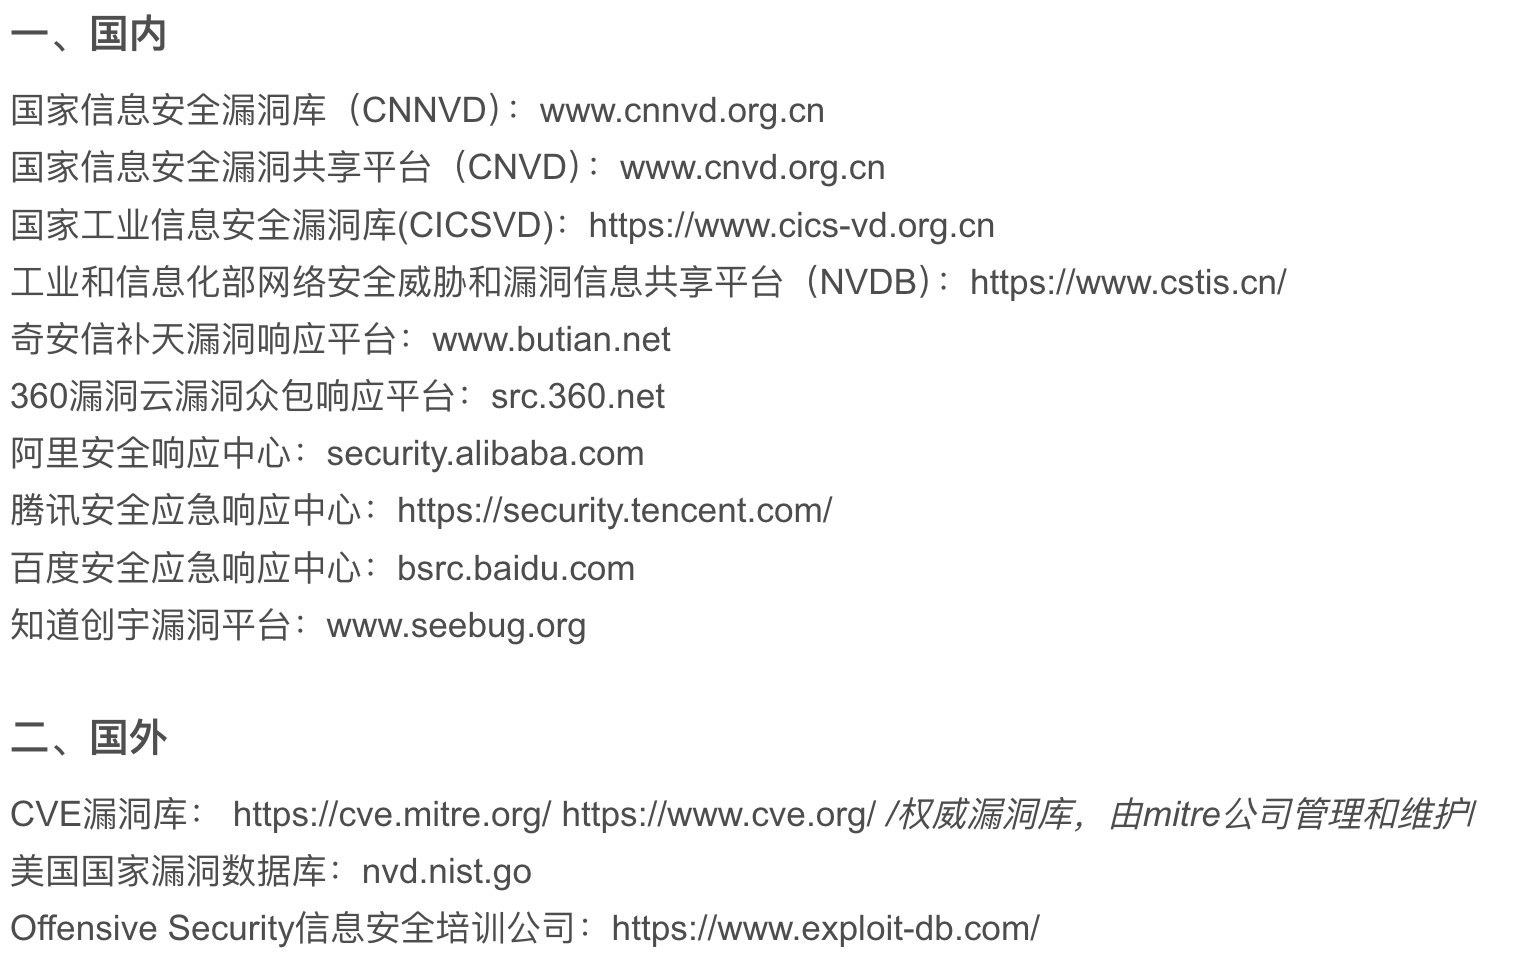 一、国内
国家信息安全漏洞库（CNNVD）：www.cnnvd.org.cn
国家信息安全漏洞共享平台（CNVD）：www.cnvd.org.cn
国家工业信息安全漏洞库(CICSVD)：https://www.cics-vd.org.cn
工业和信息化部网络安全威胁和漏洞信息共享平台（NVDB）：https://www.cstis.cn/
奇安信补天漏洞响应平台：www.butian.net
360漏洞云漏洞众包响应平台：src.360.net
阿里安全响应中心：security.alibaba.com
腾讯安全应急响应中心：https://security.tencent.com/
百度安全应急响应中心：bsrc.baidu.com
知道创宇漏洞平台：www.seebug.org
二、国外
CVE漏洞库： https://cve.mitre.org/ https://www.cve.org/ /权威漏洞库，由mitre公司管理和维护/
美国国家漏洞数据库：nvd.nist.go
Offensive Security信息安全培训公司：https://www.exploit-db.com/